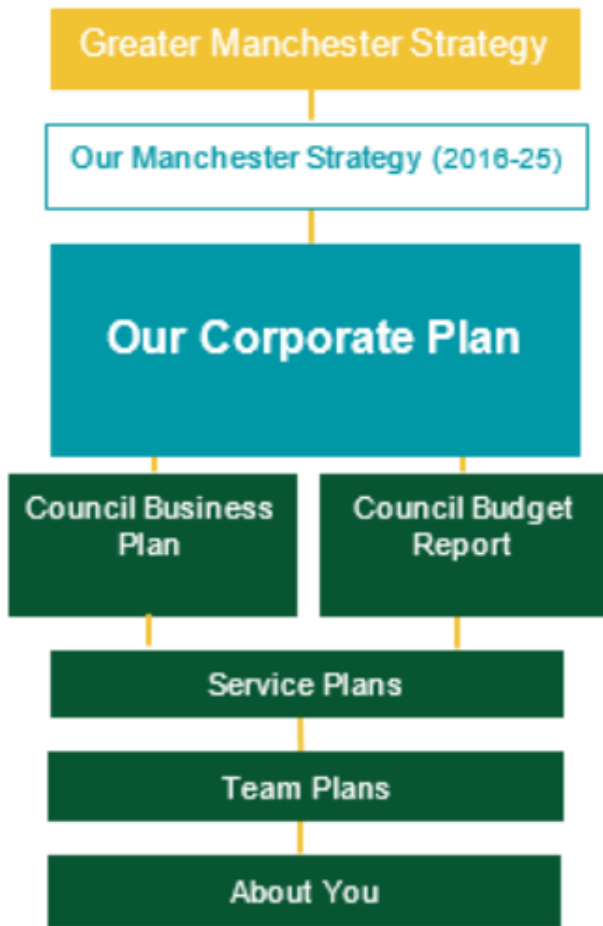 Greater Manchester Strategy
Our Manchester Strategy (2016-25)
Our Corporate Plan
Council Business
Plan
Council Budget
Report
Service Plans
Team Plans
About You